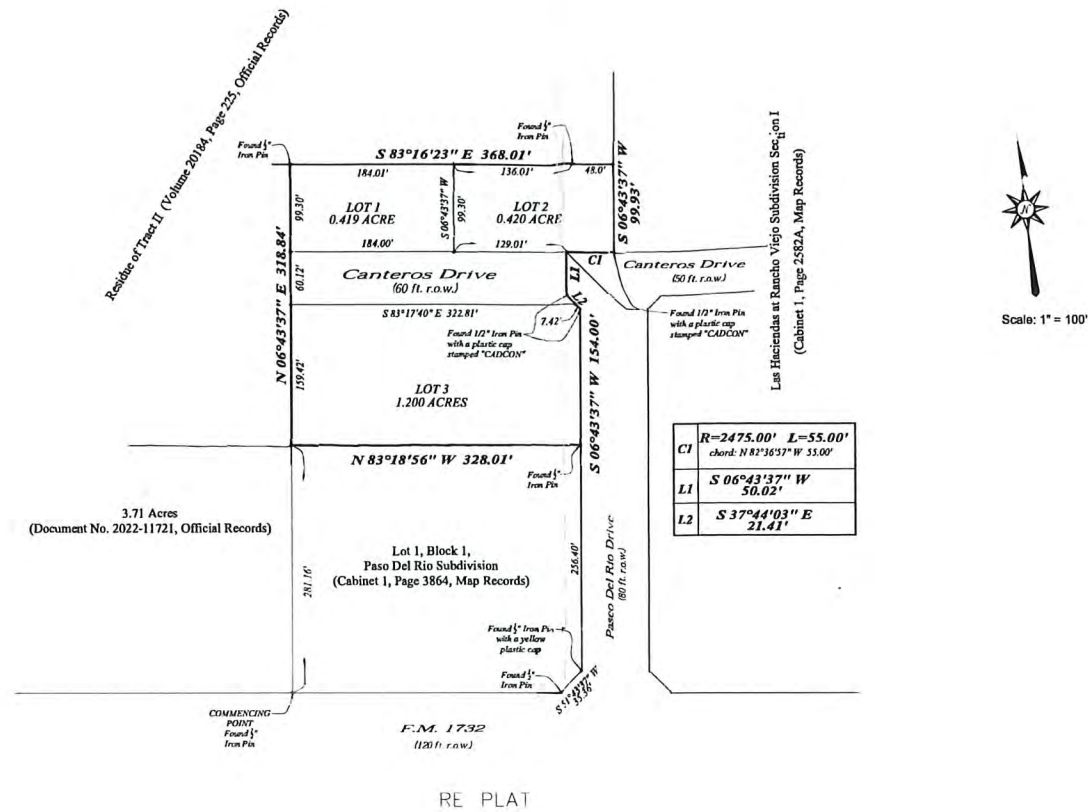 Residue of Tract II (Volume 20184, Page 225, Official Records)
Found ½"
Iron Pin
S 83°16'23" E 368.01'
Found ½"
Iron Pin
184.01'
136.01'
48.0'
S 06°43'37" W
99.93'
99.30'
LOT 1
0.419 ACRE
S 06°43'37" W
99.30'
LOT 2
0.420 ACRE
184.00'
129.01'
C1
N 06°43'37" E 318.84'
60.12'
Canteros Drive
(60 ft. r.o.w.)
L1
L2
Canteros Drive
(50 ft. r.o.w.)
S 83°17'40" E 322.81'
7.42'
Found 1/2" Iron Pin
with a plastic cap
stamped "CADCON"
Found 1/2" Iron Pin
with a plastic cap
stamped "CADCON"
Las Haciendas at Rancho Viejo Subdivision Section I
(Cabinet 1, Page 2582A, Map Records)
N
Scale: 1" = 100'
159.42'
LOT 3
1.200 ACRES
S 06°43'37" W 154.00'
N 83°18'56" W 328.01'
Found ½"
Iron Pin
C1
R=2475.00' L=55.00'
chord: N 82°36'57" W 55.00'
L1
S 06°43'37" W
50.02'
L2
S 37°44'03" E
21.41'
3.71 Acres
(Document No. 2022-11721, Official Records)
281.16'
Lot 1, Block 1,
Paso Del Rio Subdivision
(Cabinet 1, Page 3864, Map Records)
256.40'
Paseo Del Rio Drive
(80 ft. r.o.w.)
Found ½" Iron Pin
with a yellow
plastic cap
Found ½"
Iron Pin
S 51°43'37" W
35.36'
COMMENCING
POINT
Found ½"
Iron Pin
F.M. 1732
(120 ft. r.o.w.)
RE PLAT